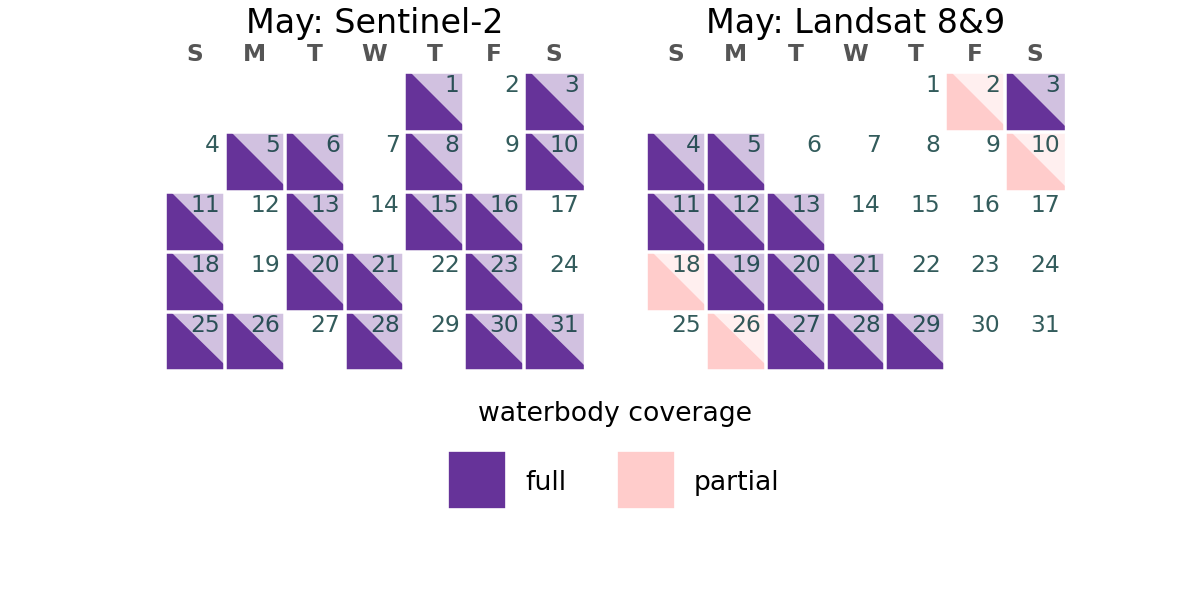 May: Sentinel-2
S M T W T F S
1 2 3
4 5 6 7 8 9 10
11 12 13 14 15 16 17
18 19 20 21 22 23 24
25 26 27 28 29 30 31
May: Landsat 8&9
S M T W T F S
1 2 3
4 5 6 7 8 9 10
11 12 13 14 15 16 17
18 19 20 21 22 23 24
25 26 27 28 29 30 31
waterbody coverage
full
partial